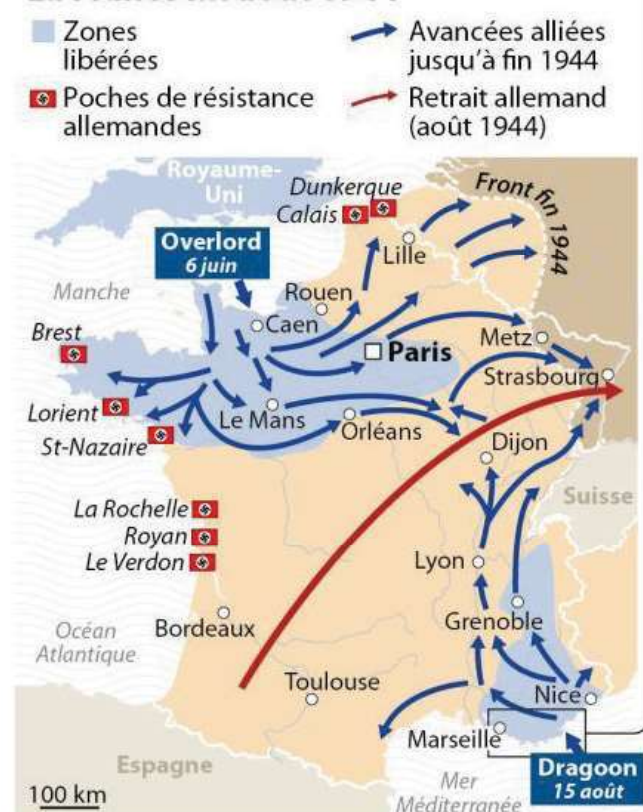 Zones
libérées
Avancées alliées
jusqu'à fin 1944
Poches de résistance
allemandes
Retrait allemand
(août 1944)
Royaume-
Uni
Dunkerque
Calais
Front fin 1944
Overlord
6 juin
Lille
Manche
Rouen
Caen
Brest
Paris
Metz
Strasbourg
Lorient
Le Mans
Orléans
St-Nazaire
Dijon
La Rochelle
Suisse
Royan
Le Verdon
Lyon
Grenoble
Océan
Atlantique
Bordeaux
Toulouse
Nice
Marseille
Espagne
Dragoon
15 août
Mer
Méditerranée
100 km